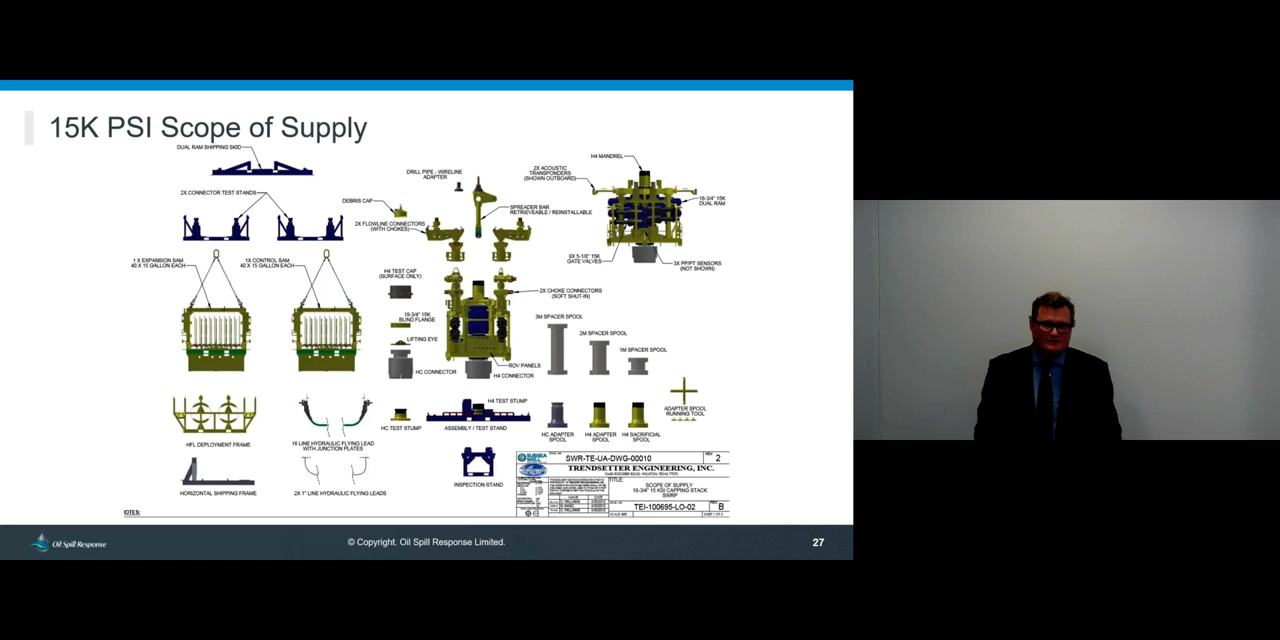 15K PSI Scope of Supply
DUAL RAM SHIPPING SKID
2X CONNECTOR TEST STANDS
1 X EXPANSION SAM
40 X 15 GALLON EACH
1X CONTROL SAM
40 X 15 GALLON EACH
DEBRIS CAP
2X FLOWLINE CONNECTORS
(WITH CHOKES)
DRILL PIPE - WIRELINE
ADAPTER
SPREADER BAR
RETRIEVEABLE / REINSTALLABLE
H4 MANDREL
2X ACOUSTIC
TRANSPONDERS
(SHOWN OUTBOARD)
18-3/4" 15K
DUAL RAM
5-1/8" 15K
GATE VALVES
3X PP/PT SENSORS
(NOT SHOWN)
H4 TEST CAP
(SURFACE ONLY)
2X CHOKE CONNECTORS
(SOFT SHUT-IN)
18-3/4" 15K
BLIND FLANGE
LIFTING EYE
HC CONNECTOR
ROV PANELS
H4 CONNECTOR
3M SPACER SPOOL
2M SPACER SPOOL
1M SPACER SPOOL
HFL DEPLOYMENT FRAME
16 LINE HYDRAULIC FLYING LEAD
WITH JUNCTION PLATES
HC TEST STUMP
H4 TEST STUMP
ASSEMBLY / TEST STAND
HC ADAPTER
SPOOL
H4 ADAPTER
SPOOL
H4 SACRIFICIAL
SPOOL
ADAPTER SPOOL
RUNNING TOOL
HORIZONTAL SHIPPING FRAME
2X 1" LINE HYDRAULIC FLYING LEADS
INSPECTION STAND
SUBSEA
WELL
SWR-TE-UA-DWG-00010
REV
2
TRENDSETTER ENGINEERING, INC.
TITLE:
SCOPE OF SUPPLY
18-3/4" 15 KSI CAPPING STACK
SWRP
TEI-100695-LO-02
B
NAME
DATE
OTES:
Oil Spill Response
© Copyright. Oil Spill Response Limited.
27